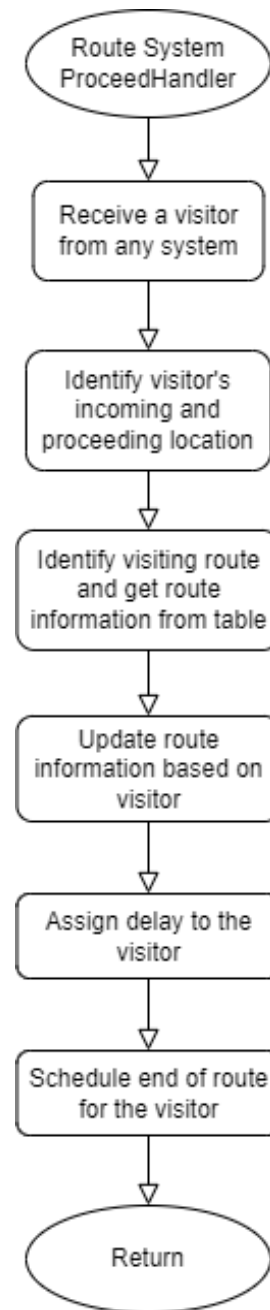 Route System
ProceedHandler
Receive a visitor
from any system
Identify visitor's
incoming and
proceeding location
Identify visiting route
and get route
information from table
Update route
information based on
visitor
Assign delay to the
visitor
Schedule end of route
for the visitor
Return